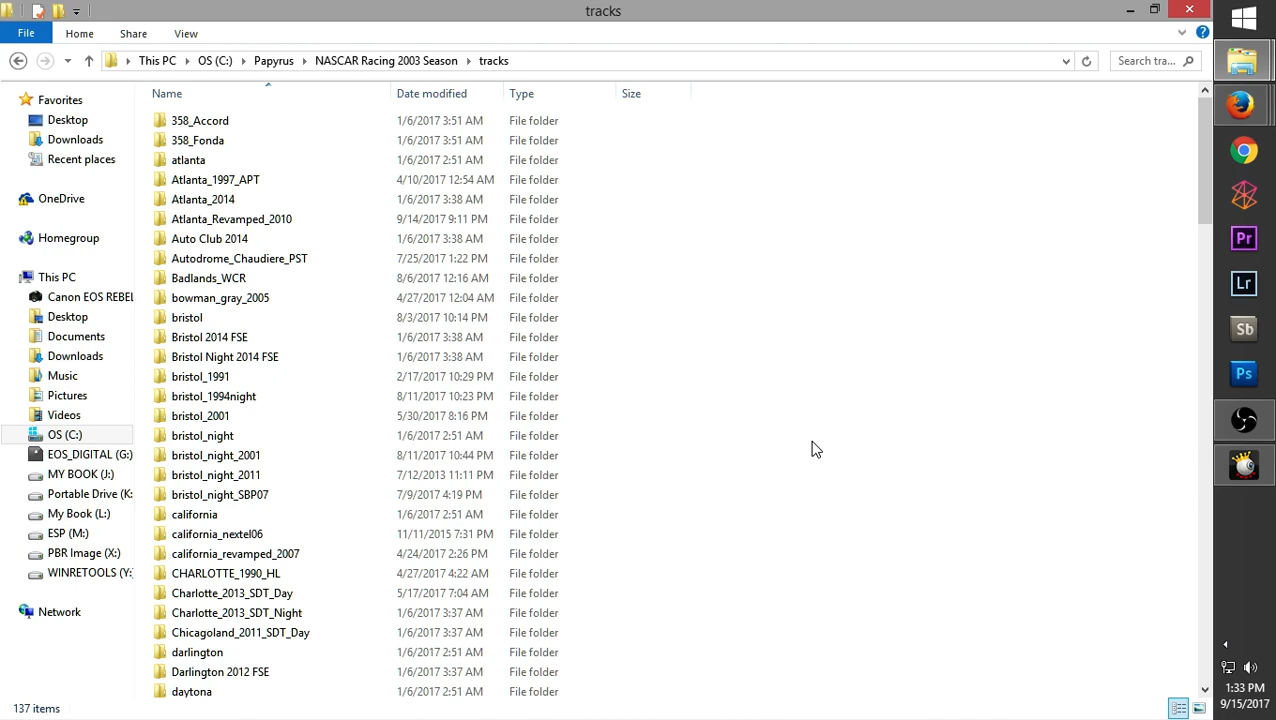 tracks
File Home Share View
This PC OS (C:) Papyrus NASCAR Racing 2003 Season tracks Search tra...
Name Date modified Type Size
Favorites
Desktop
Downloads
Recent places
OneDrive
Homegroup
This PC
Canon EOS REBEL
Desktop
Documents
Downloads
Music
Pictures
Videos
OS (C:)
EOS_DIGITAL (G:)
MY BOOK (J:)
Portable Drive (K:
My Book (L:)
ESP (M:)
PBR Image (X:)
WINRETOOLS (Y:
Network
358_Accord 1/6/2017 3:51 AM File folder
358_Fonda 1/6/2017 3:51 AM File folder
atlanta 1/6/2017 2:51 AM File folder
Atlanta_1997_APT 4/10/2017 12:54 AM File folder
Atlanta_2014 1/6/2017 3:38 AM File folder
Atlanta_Revamped_2010 9/14/2017 9:11 PM File folder
Auto Club 2014 1/6/2017 3:38 AM File folder
Autodrome_Chaudiere_PST 7/25/2017 1:22 PM File folder
Badlands_WCR 8/6/2017 12:16 AM File folder
bowman_gray_2005 4/27/2017 12:04 AM File folder
bristol 8/3/2017 10:14 PM File folder
Bristol 2014 FSE 1/6/2017 3:38 AM File folder
Bristol Night 2014 FSE 1/6/2017 3:38 AM File folder
bristol_1991 2/17/2017 10:29 PM File folder
bristol_1994night 8/11/2017 10:23 PM File folder
bristol_2001 5/30/2017 8:16 PM File folder
bristol_night 1/6/2017 2:51 AM File folder
bristol_night_2001 8/11/2017 10:44 PM File folder
bristol_night_2011 7/12/2013 11:11 PM File folder
bristol_night_SBP07 7/9/2017 4:19 PM File folder
california 1/6/2017 2:51 AM File folder
california_nextel06 11/11/2015 7:31 PM File folder
california_revamped_2007 4/24/2017 2:26 PM File folder
CHARLOTTE_1990_HL 4/27/2017 4:22 AM File folder
Charlotte_2013_SDT_Day 5/17/2017 7:04 AM File folder
Charlotte_2013_SDT_Night 1/6/2017 3:37 AM File folder
Chicagoland_2011_SDT_Day 1/6/2017 3:37 AM File folder
darlington 1/6/2017 2:51 AM File folder
Darlington 2012 FSE 1/6/2017 3:37 AM File folder
daytona 1/6/2017 2:51 AM File folder
137 items
Pr
Lr
Sb
Ps
1:33 PM
9/15/2017